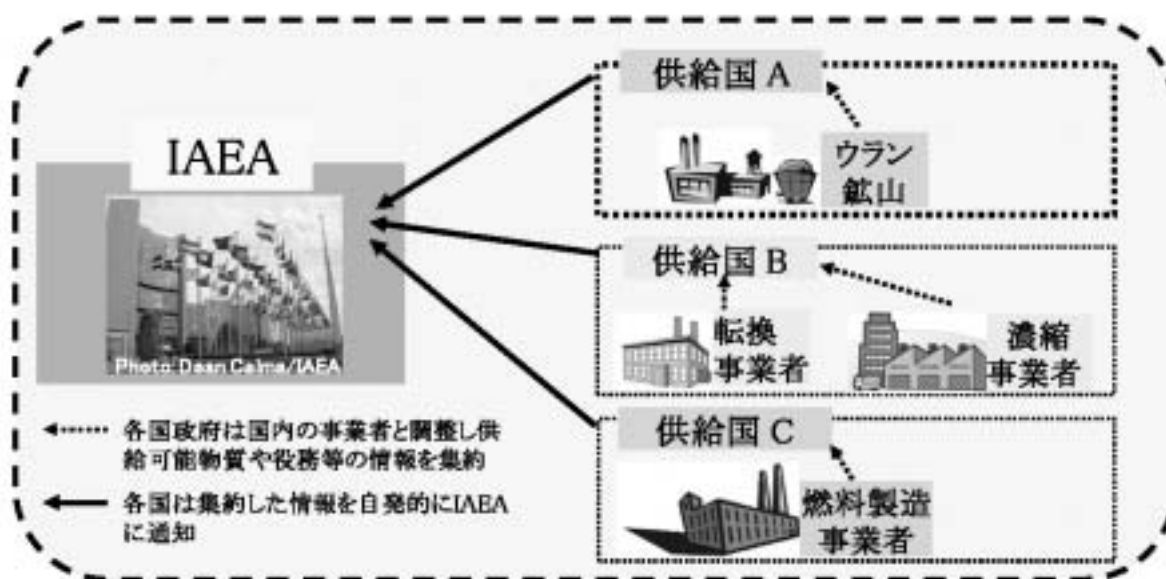 IAEA
Photo: Dean Calma/IAEA
各国政府は国内の事業者と調整し供
給可能物質や役務等の情報を集約
各国は集約した情報を自発的にIAEA
に通知
供給国 A
ウラン
鉱山
供給国 B
転換
事業者
濃縮
事業者
供給国 C
燃料製造
事業者